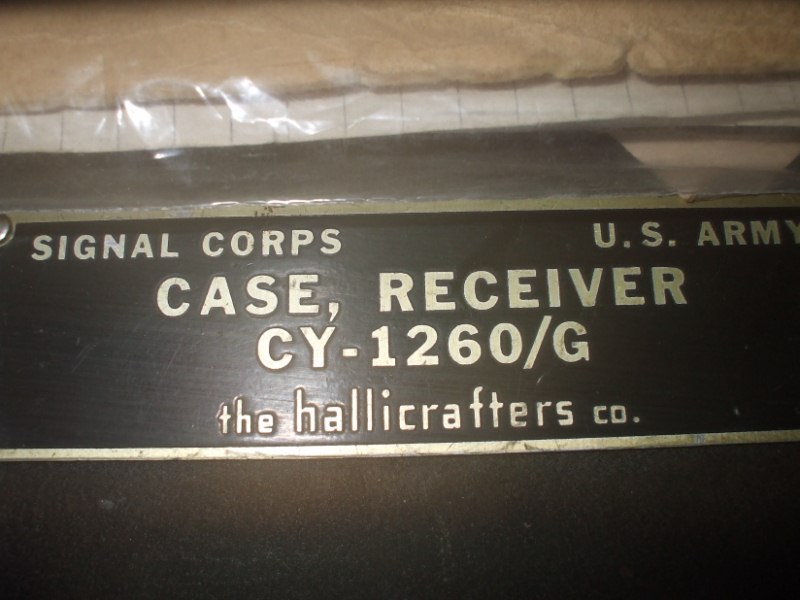 SIGNAL CORPS U.S. ARMY
CASE, RECEIVER
CY-1260/G
the hallicrafters co.